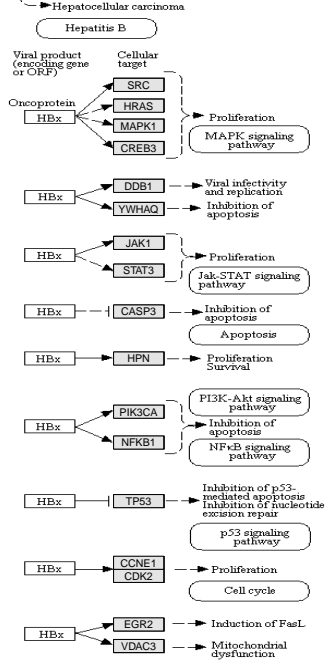 Hepatocellular carcinoma
Hepatitis B
Viral product
(encoding gene
or ORF)
Cellular
target
Oncoprotein
HBx
SRC
HRAS
MAPK1
CREB3
Proliferation
MAPK signaling
pathway
HBx
DDB1
YWHAQ
Viral infectivity
and replication
Inhibition of
apoptosis
HBx
JAK1
STAT3
Proliferation
Jak-STAT signaling
pathway
HBx
CASP3
Inhibition of
apoptosis
Apoptosis
HBx
HPN
Proliferation
Survival
HBx
PIK3CA
NFKB1
PI3K-Akt signaling
pathway
Inhibition of
apoptosis
NFκB signaling
pathway
HBx
TP53
Inhibition of p53-
mediated apoptosis
Inhibition of nucleotide
excision repair
p53 signaling
pathway
HBx
CCNE1
CDK2
Proliferation
Cell cycle
HBx
EGR2
VDAC3
Induction of FasL
Mitochondrial
dysfunction